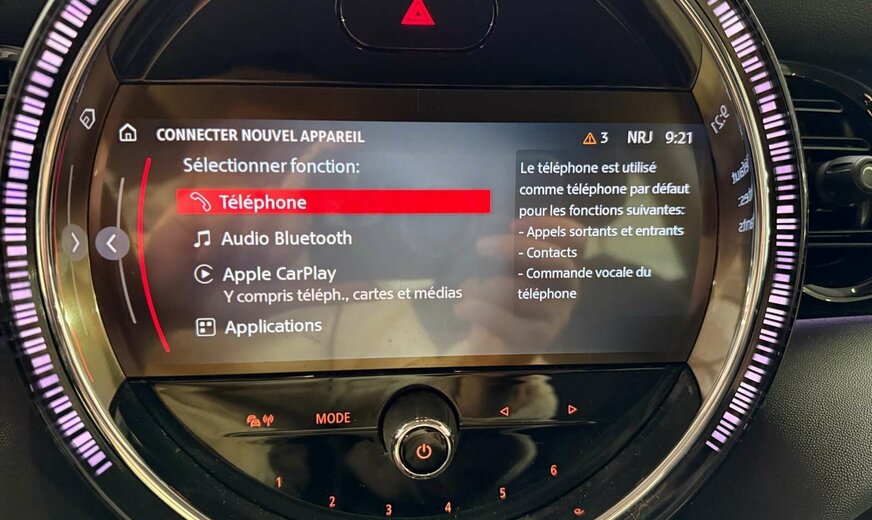 CONNECTER NOUVEL APPAREIL
3 NRJ 9:21
Sélectionner fonction:
Téléphone
Audio Bluetooth
Apple CarPlay
Y compris téléph., cartes et médias
Applications
Le téléphone est utilisé
comme téléphone par défaut
pour les fonctions suivantes:
- Appels sortants et entrants
- Contacts
- Commande vocale du
téléphone
MODE
1 2 3 4 5 6